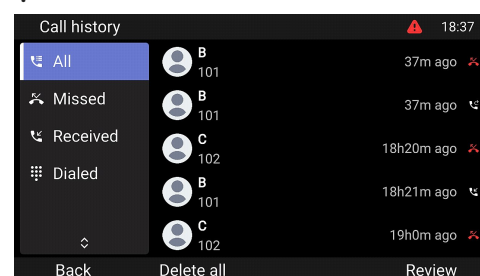 Call history 18:37
All
Missed
Received
Dialed
B
101
37m ago
B
101
37m ago
C
102
18h20m ago
B
101
18h21m ago
C
102
19h0m ago
Back Delete all Review